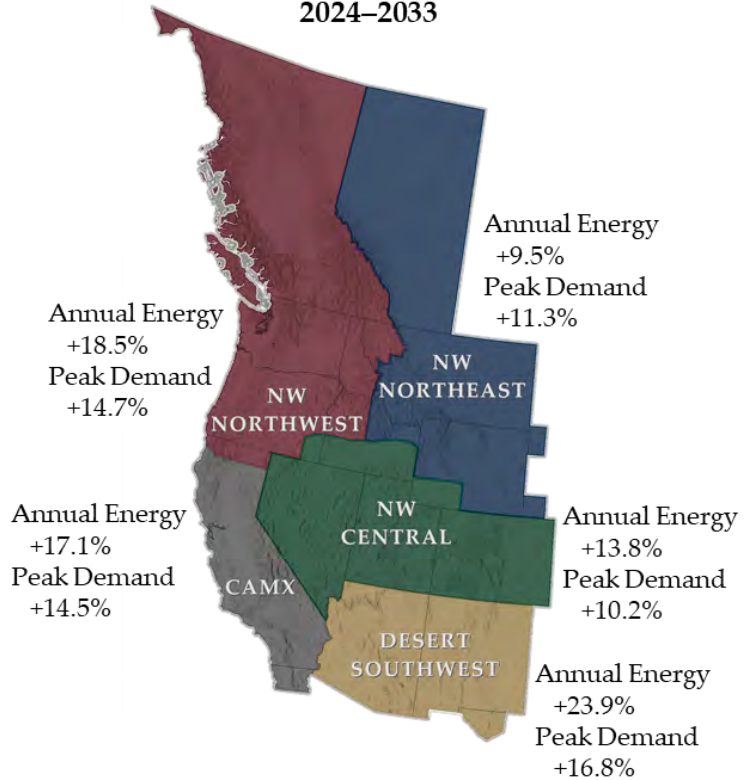 2024–2033
Annual Energy
+9.5%
Peak Demand
+11.3%
Annual Energy
+18.5%
Peak Demand
+14.7%
NW
NORTHEAST
NW
NORTHWEST
Annual Energy
+17.1%
Peak Demand
+14.5%
NW
CENTRAL
Annual Energy
+13.8%
Peak Demand
+10.2%
CAMX
DESERT
SOUTHWEST
Annual Energy
+23.9%
Peak Demand
+16.8%